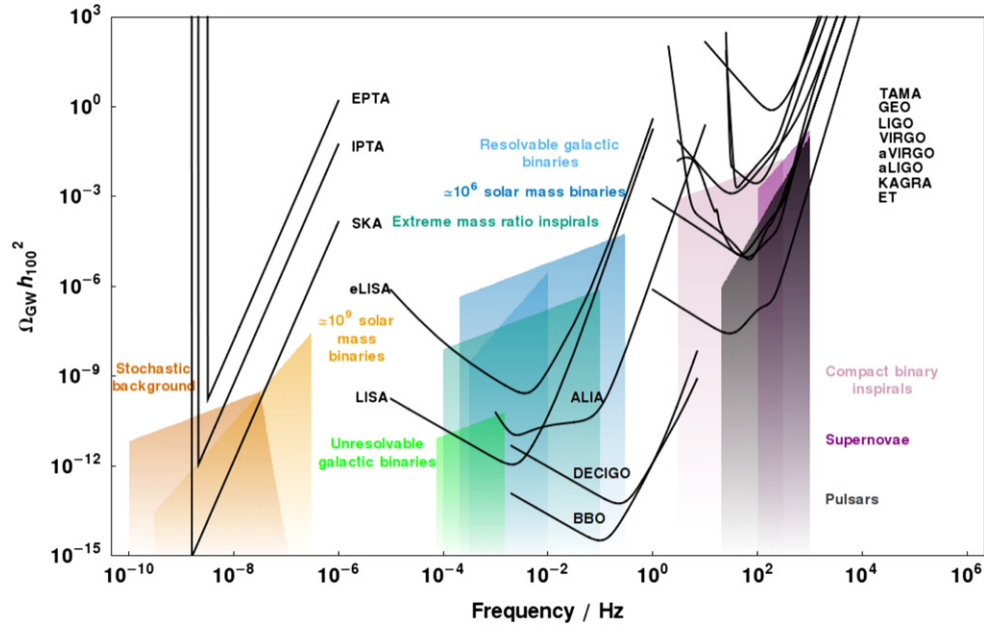 10^3
10^0
10^-3
10^-6
10^-9
10^-12
10^-15
Ω_GW h_100^2
EPTA
IPTA
SKA
eLISA
LISA
Stochastic
background
≃10^9 solar
mass
binaries
Resolvable galactic
binaries
≃10^6 solar mass binaries
Extreme mass ratio inspirals
Unresolvable
galactic binaries
ALIA
DECIGO
BBO
TAMA
GEO
LIGO
VIRGO
aVIRGO
aLIGO
KAGRA
ET
Compact binary
inspirals
Supernovae
Pulsars
10^-10
10^-8
10^-6
10^-4
10^-2
10^0
10^2
10^4
10^6
Frequency / Hz